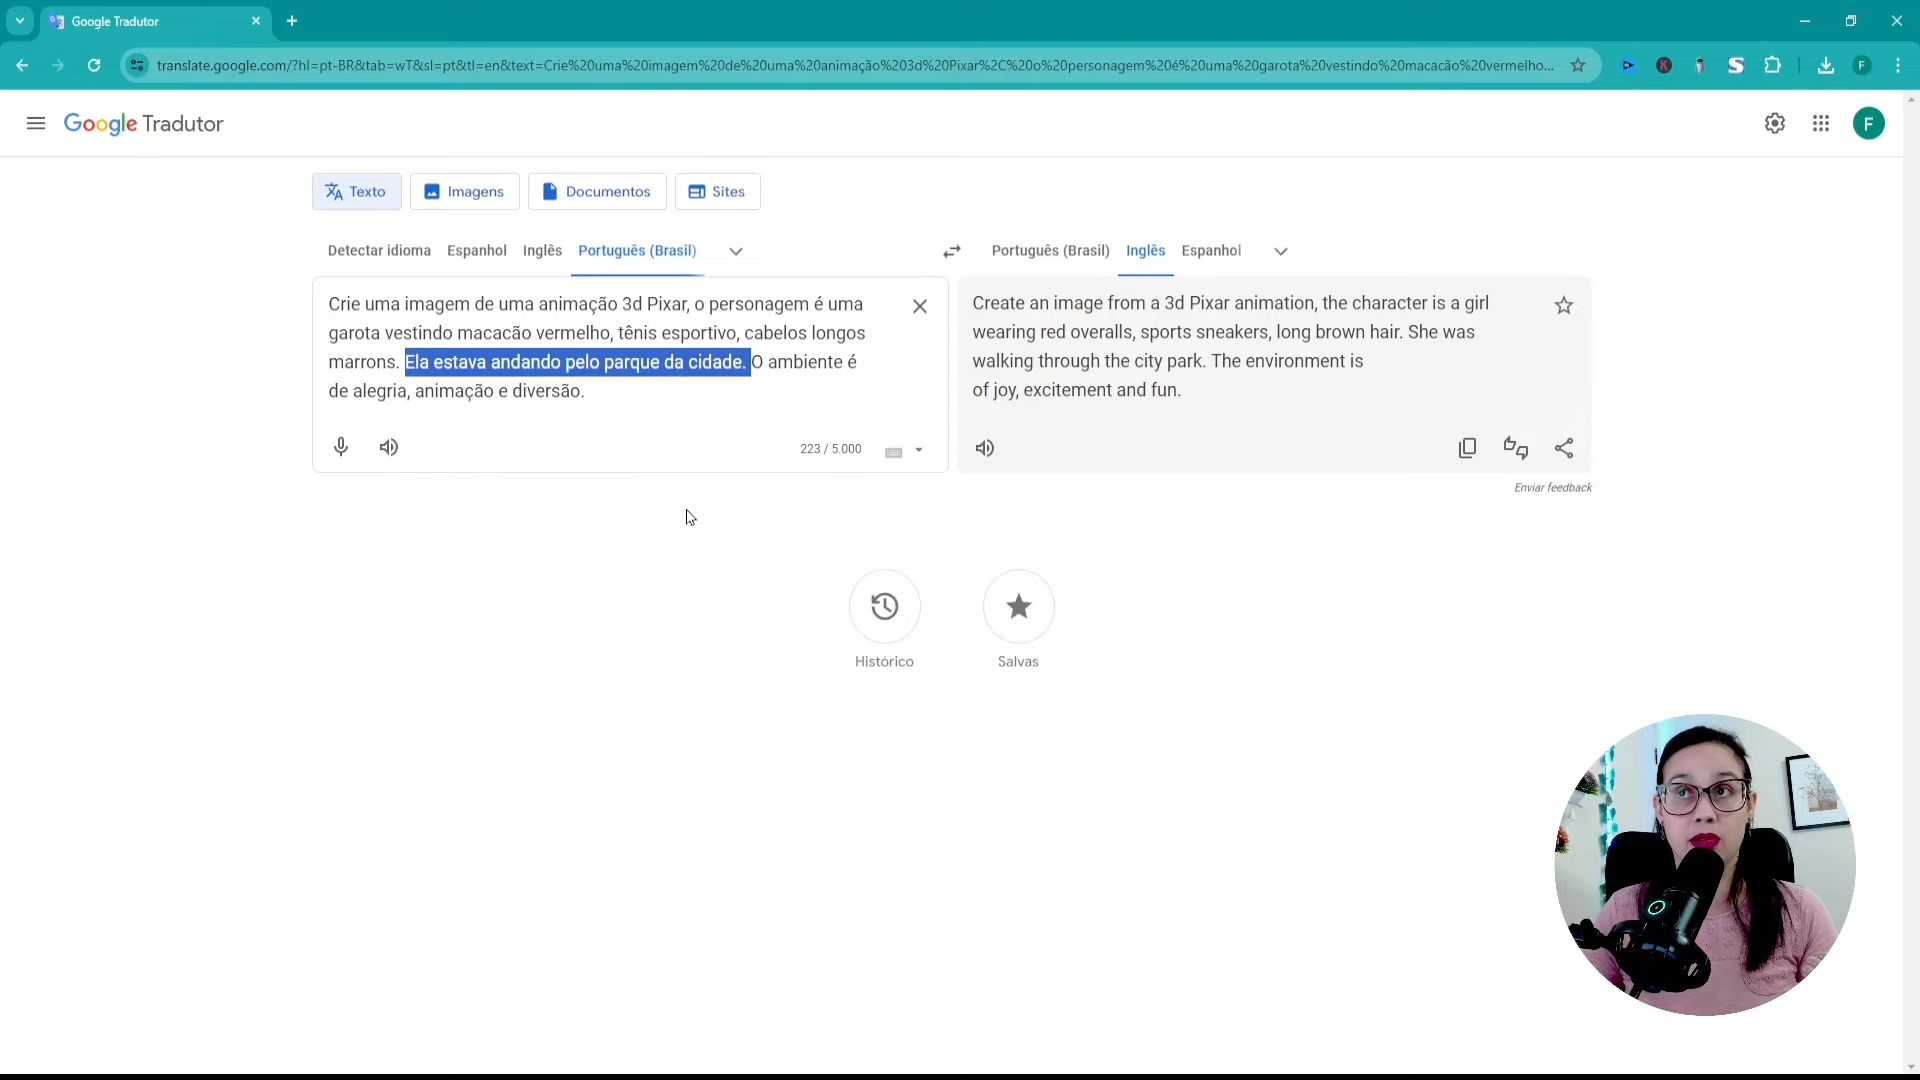 Google Tradutor
translate.google.com/?hl=pt-BR&tab=wT&sl=pt&tl=en&text=Crie%20uma%20imagem%20de%20uma%20animação%203d%20Pixar%2C%20o%20personagem%20é%20uma%20garota%20vestindo%20macacão%20vermelho...
K
S
F
Google Tradutor
F
Texto
Imagens
Documentos
Sites
Detectar idioma
Espanhol
Inglês
Português (Brasil)
Português (Brasil)
Inglês
Espanhol
Crie uma imagem de uma animação 3d Pixar, o personagem é uma
garota vestindo macacão vermelho, tênis esportivo, cabelos longos
marrons. Ela estava andando pelo parque da cidade. O ambiente é
de alegria, animação e diversão.
223 / 5.000
Create an image from a 3d Pixar animation, the character is a girl
wearing red overalls, sports sneakers, long brown hair. She was
walking through the city park. The environment is
of joy, excitement and fun.
Enviar feedback
Histórico
Salvas